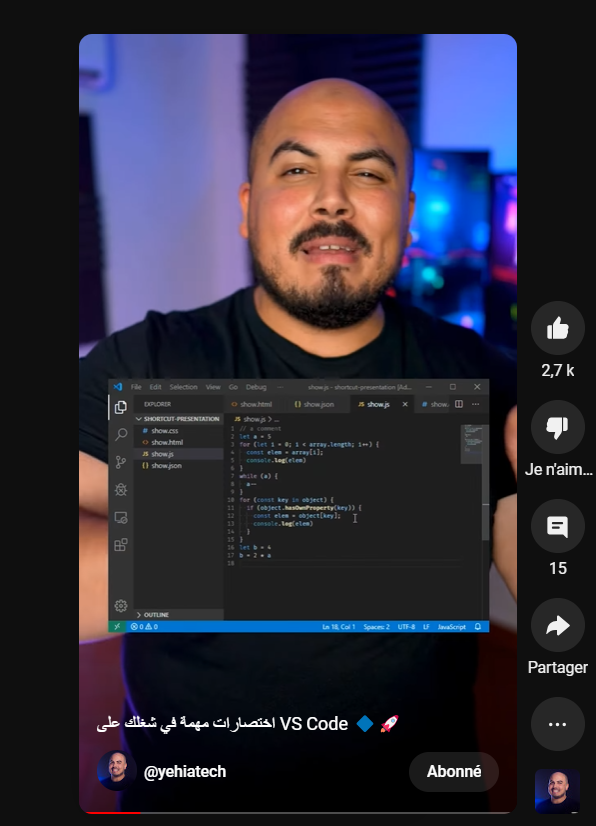 File Edit Selection View Go Debug ··· show.js - shortcut-presentation [Ad...
EXPLORER
SHORTCUT-PRESENTATION
show.css
show.html
JS show.js
show.json
show.html
{} show.json
JS show.js
show.
JS show.js > ...
1 // a comment
2 let a = 5
3 for (let i = 0; i < array.length; i++) {
4 const elem = array[i];
5 console.log(elem)
6 }
7 while (a) {
8 a--
9 }
10 for (const key in object) {
11 if (object.hasOwnProperty(key)) {
12 const elem = object[key];
13 console.log(elem)
14 }
15 }
16 let b = 4
17 b = 2 * a
18
OUTLINE
0 0 Ln 18, Col 1 Spaces: 2 UTF-8 LF JavaScript
2,7 k
Je n'aim...
15
Partager
اختصارات مهمة في شغلك على VS Code 🔷 🚀
@yehiatech
Abonné